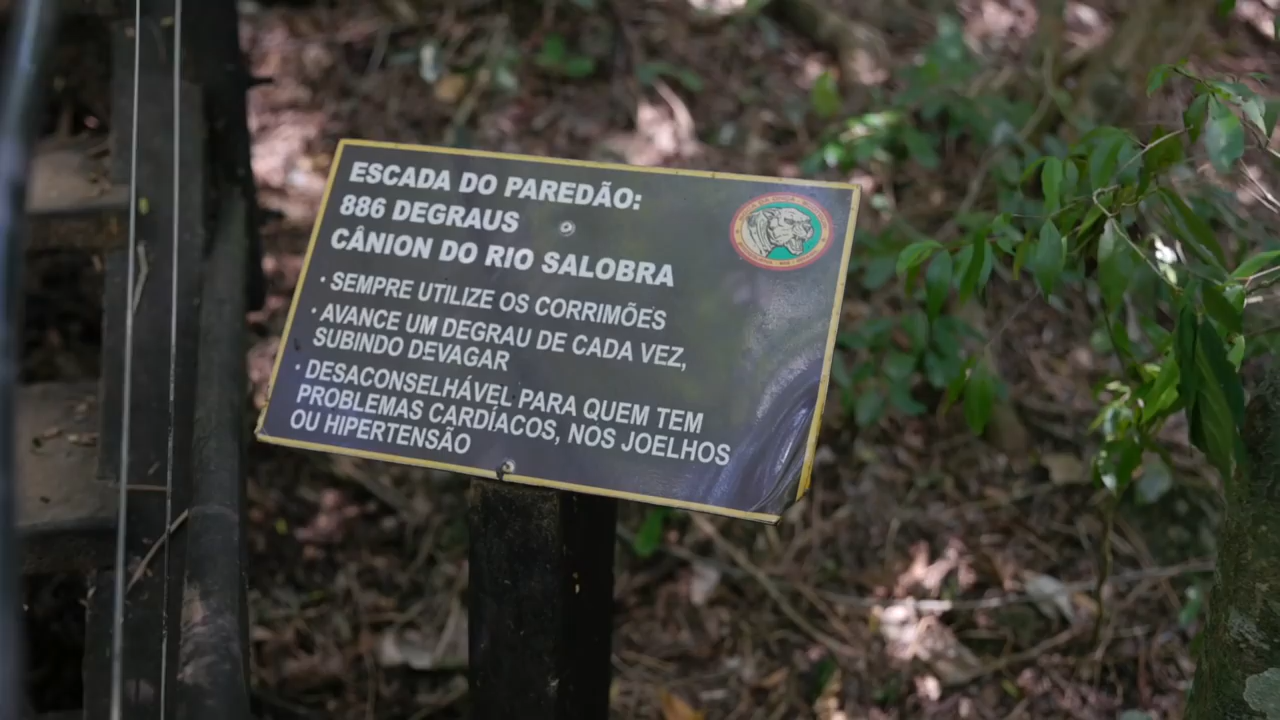 ESCADA DO PAREDÃO:
886 DEGRAUS
CÂNION DO RIO SALOBRA
· SEMPRE UTILIZE OS CORRIMÕES
· AVANCE UM DEGRAU DE CADA VEZ,
SUBINDO DEVAGAR
· DESACONSELHÁVEL PARA QUEM TEM
PROBLEMAS CARDÍACOS, NOS JOELHOS
OU HIPERTENSÃO